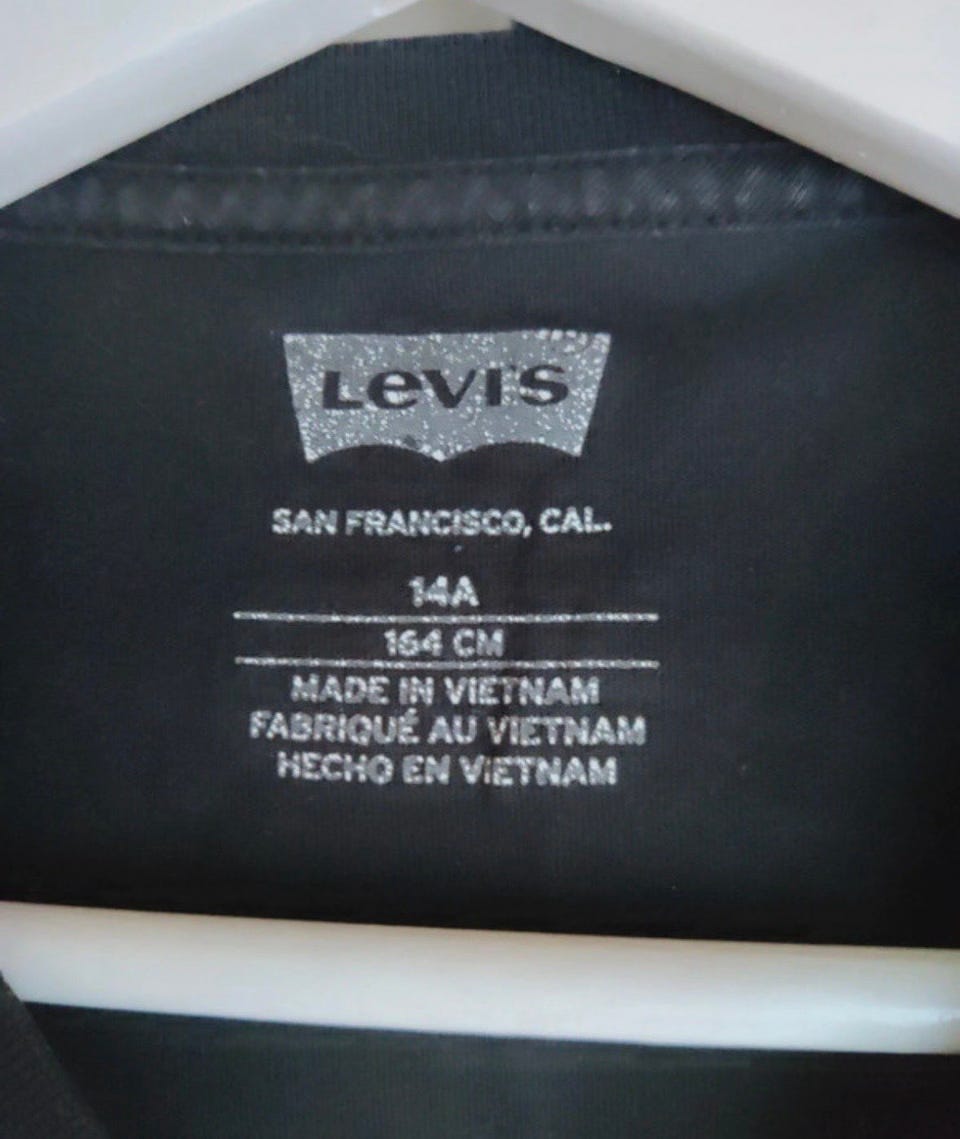 Levi's
SAN FRANCISCO, CAL.
14A
164 CM
MADE IN VIETNAM
FABRIQUÉ AU VIETNAM
HECHO EN VIETNAM